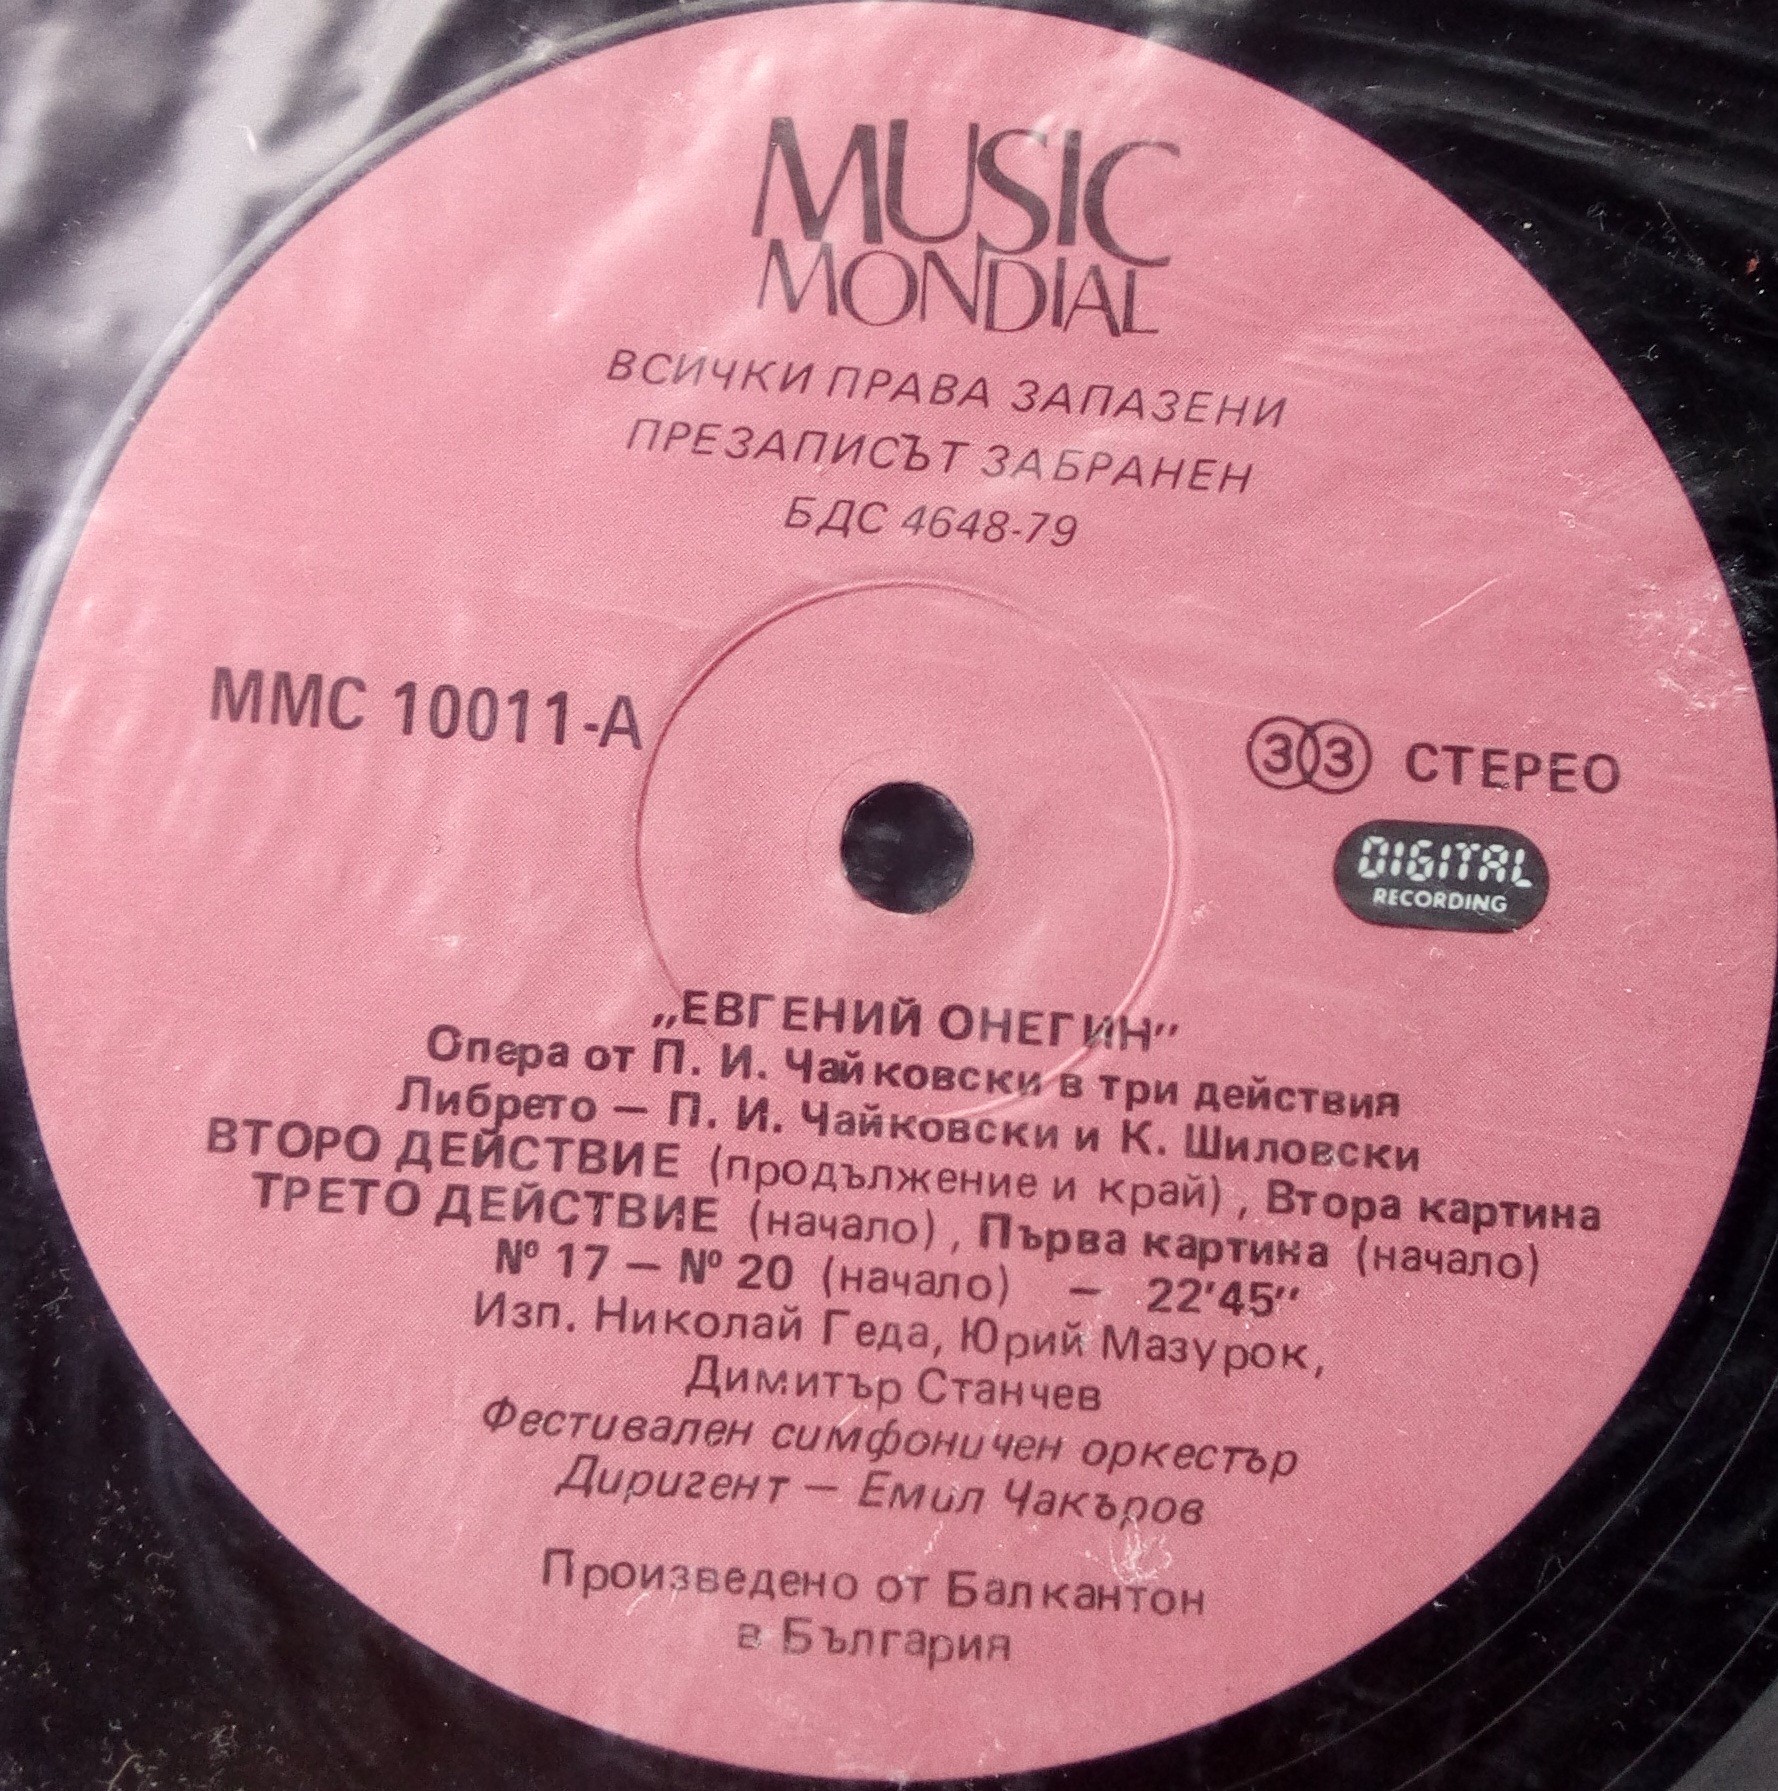 MUSIC
MONDIAL
ВСИЧКИ ПРАВА ЗАПАЗЕНИ
ПРЕЗАПИСЪТ ЗАБРАНЕН
БДС 4648-79
ММС 10011-А
33 СТЕРЕО
DIGITAL
RECORDING
„ЕВГЕНИЙ ОНЕГИН”
Опера от П. И. Чайковски в три действия
Либрето — П. И. Чайковски и К. Шиловски
ВТОРО ДЕЙСТВИЕ (продължение и край), Втора картина
ТРЕТО ДЕЙСТВИЕ (начало), Първа картина (начало)
№ 17 — № 20 (начало) — 22'45''
Изп. Николай Геда, Юрий Мазурок,
Димитър Станчев
Фестивален симфоничен оркестър
Диригент — Емил Чакъров
Произведено от Балкантон
в България